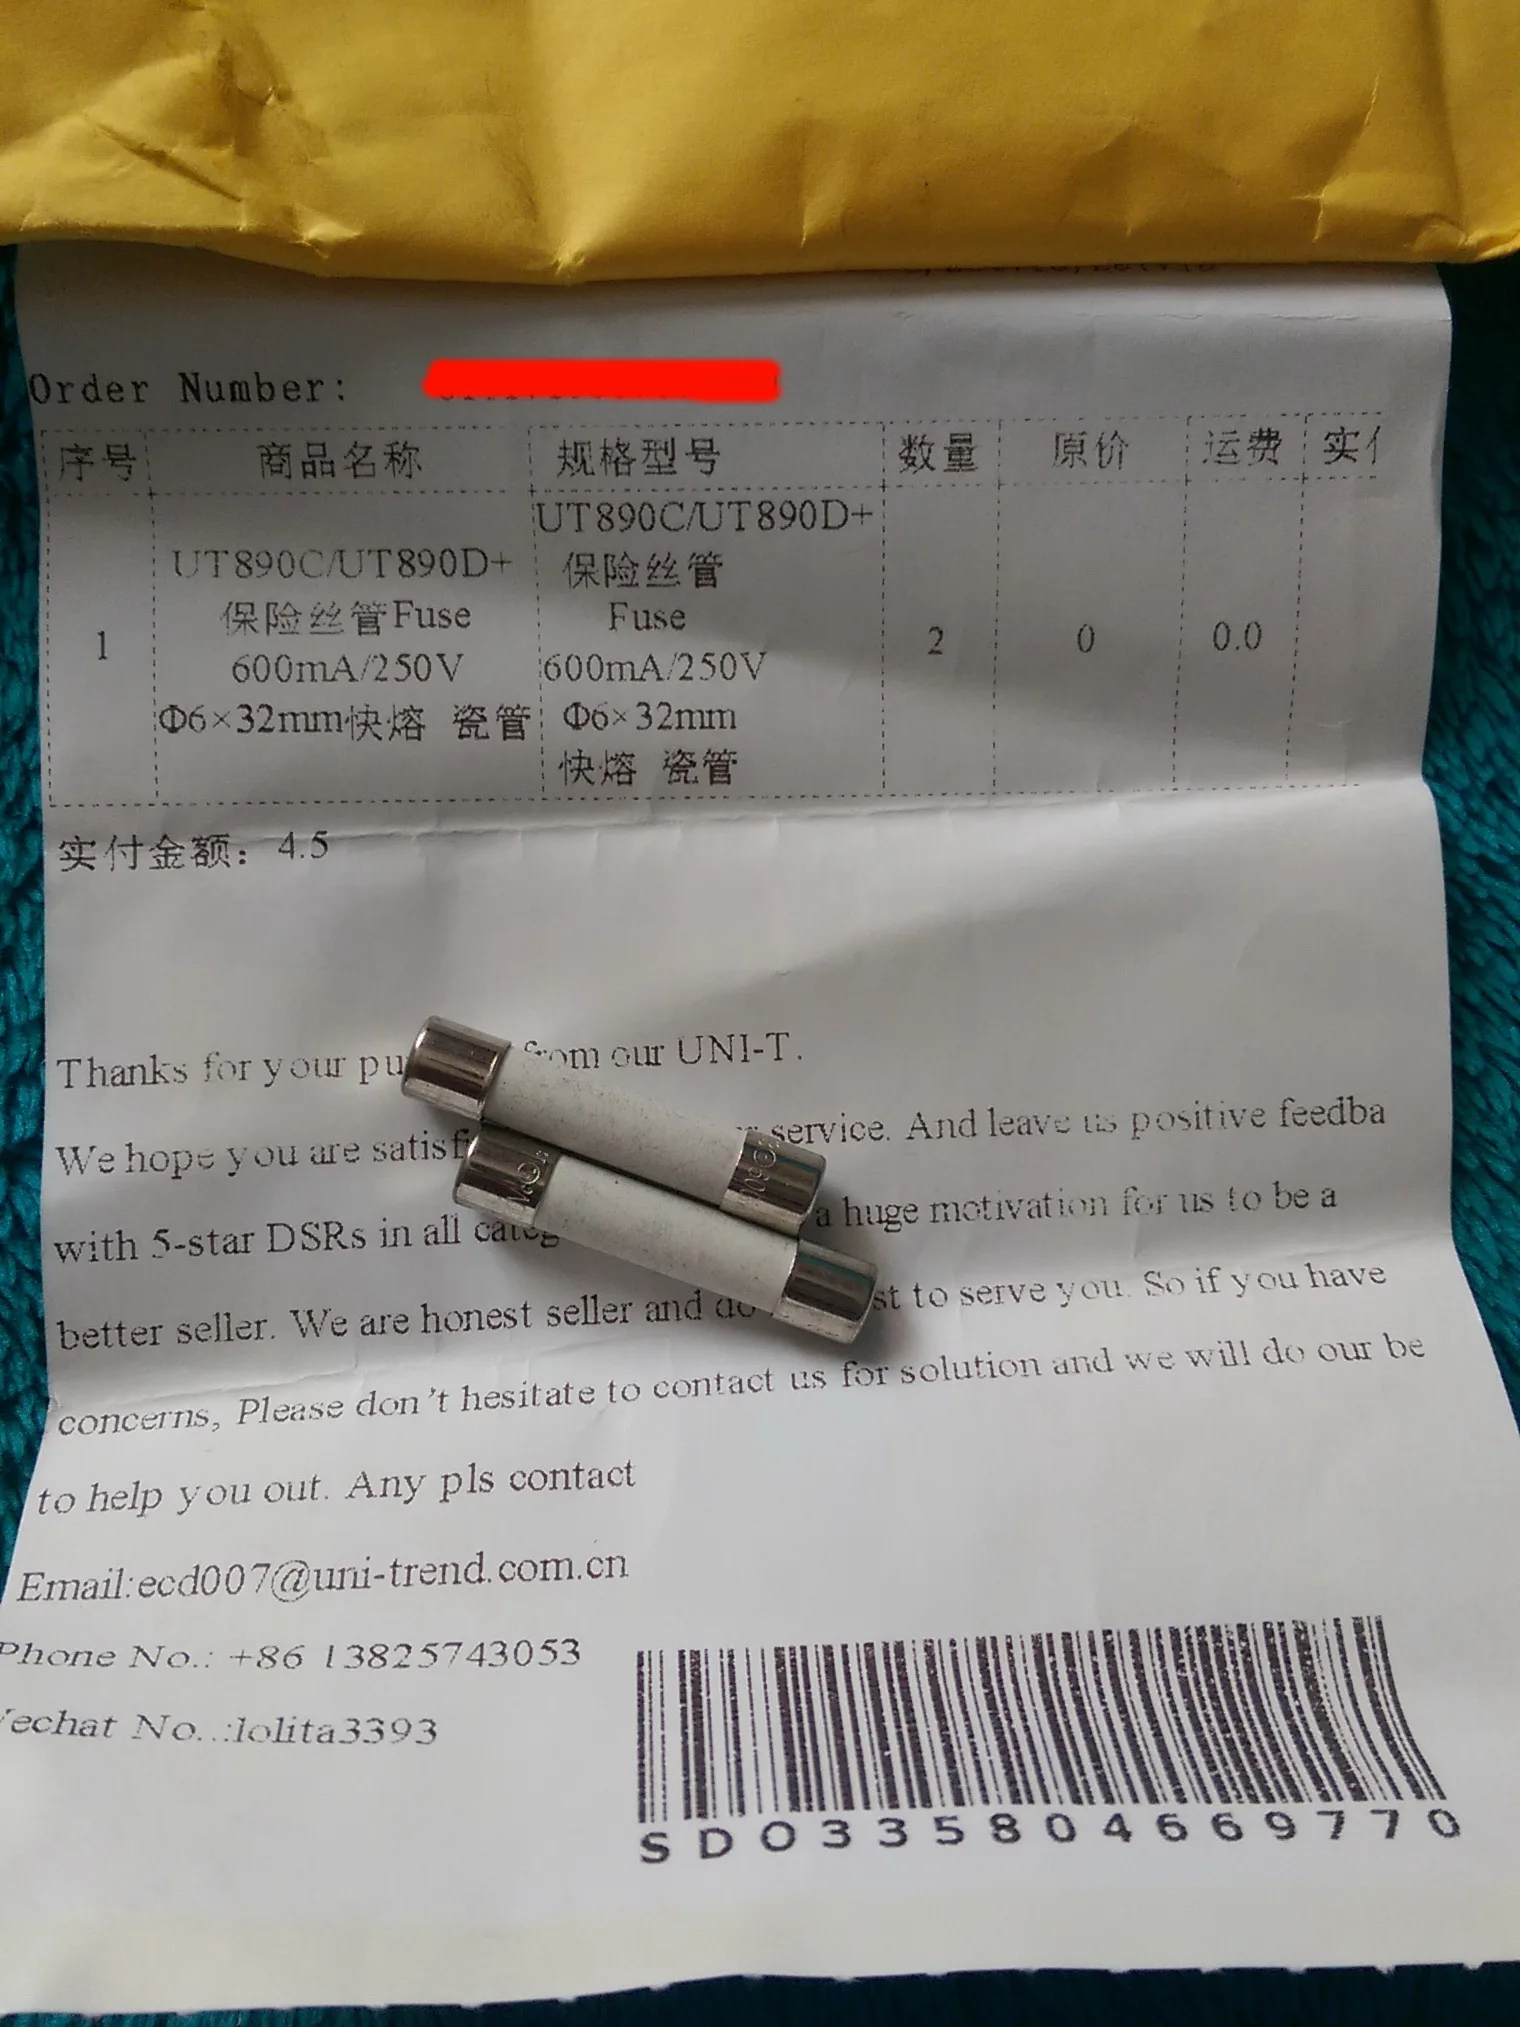 Order Number:
序号 商品名称 规格型号 数量 原价 运费 实
1 UT890C/UT890D+ UT890C/UT890D+ 2 0 0.0
保险丝管Fuse 保险丝管
600mA/250V Fuse
Φ6×32mm快熔 瓷管 600mA/250V
Φ6×32mm
快熔 瓷管
实付金额: 4.5
Thanks for your pu from our UNI-T.
We hope you are satisf service. And leave us positive feedba
with 5-star DSRs in all categ a huge motivation for us to be a
better seller. We are honest seller and do st to serve you. So if you have
concerns, Please don't hesitate to contact us for solution and we will do our be
to help you out. Any pls contact
Email:ecd007@uni-trend.com.cn
Phone No.: +86 13825743053
echat No..:lolita3393
SDO335804669770